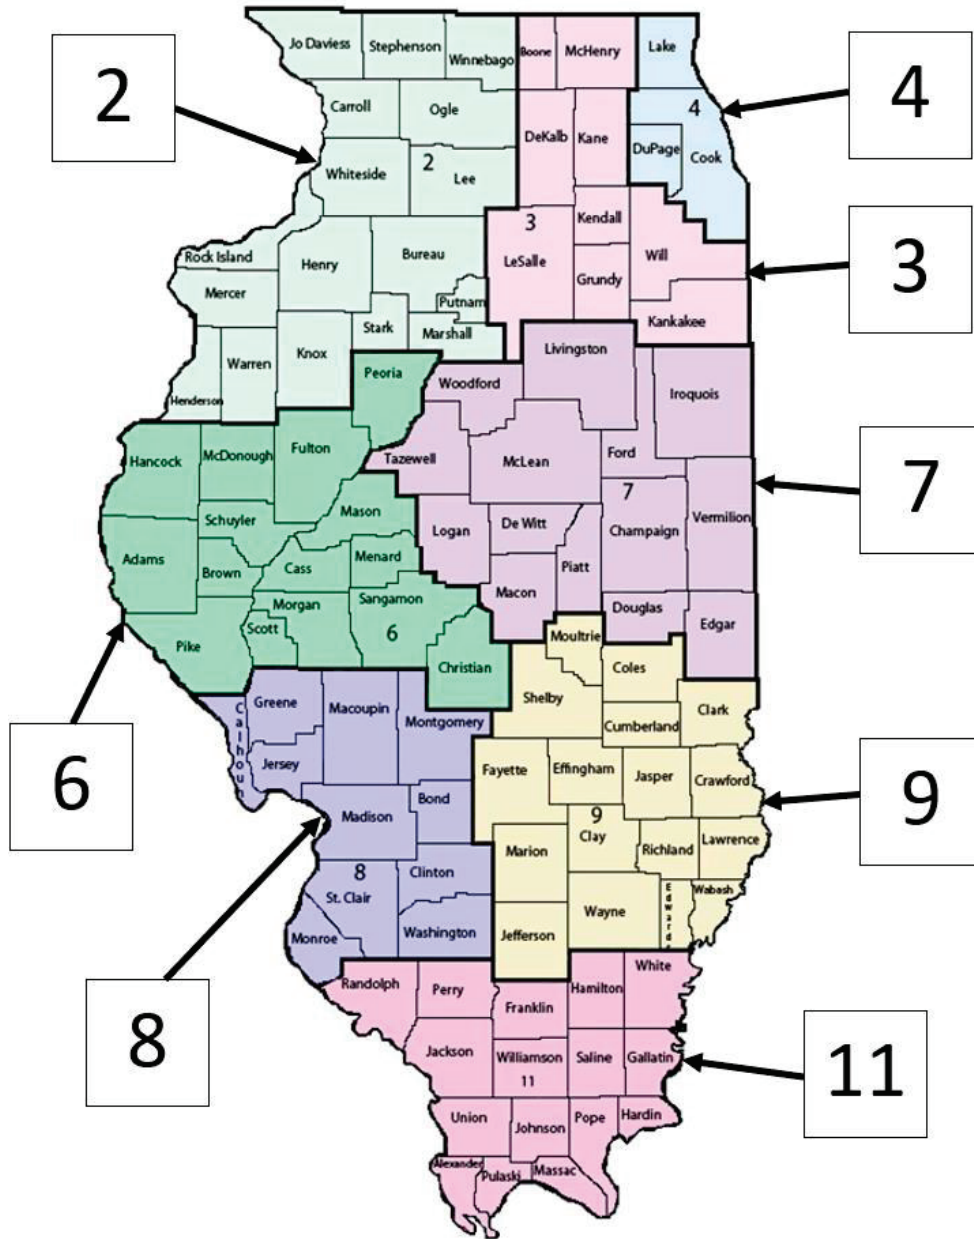 Jo Daviess
Stephenson
Winnebago
Boone
McHenry
Lake
2
4
Carroll
Ogle
4
DeKalb
Kane
DuPage
Cook
Whiteside
2
Lee
3
Kendall
3
Rock Island
Henry
Bureau
LeSalle
Will
Grundy
Mercer
Putnam
Stark
Marshall
Kankakee
Warren
Knox
Livingston
Peoria
Woodford
Iroquois
Henderson
Hancock
McDonough
Fulton
Tazewell
McLean
Ford
7
7
Mason
Schuyler
Logan
De Witt
Champaign
Vermilion
Adams
Brown
Cass
Menard
Piatt
Macon
Morgan
Sangamon
Douglas
Edgar
Scott
6
Pike
Christian
Moultrie
Coles
6
Calhoun
Greene
Macoupin
Montgomery
Shelby
Cumberland
Clark
Jersey
Fayette
Effingham
Jasper
Crawford
9
Madison
Bond
9
Clay
Marion
Richland
Lawrence
8
Clinton
St. Clair
Wayne
Edwards
Wabash
Monroe
Washington
Jefferson
8
Randolph
Perry
Franklin
Hamilton
White
Jackson
Williamson
Saline
Gallatin
11
11
Union
Johnson
Pope
Hardin
Alexander
Pulaski
Massac